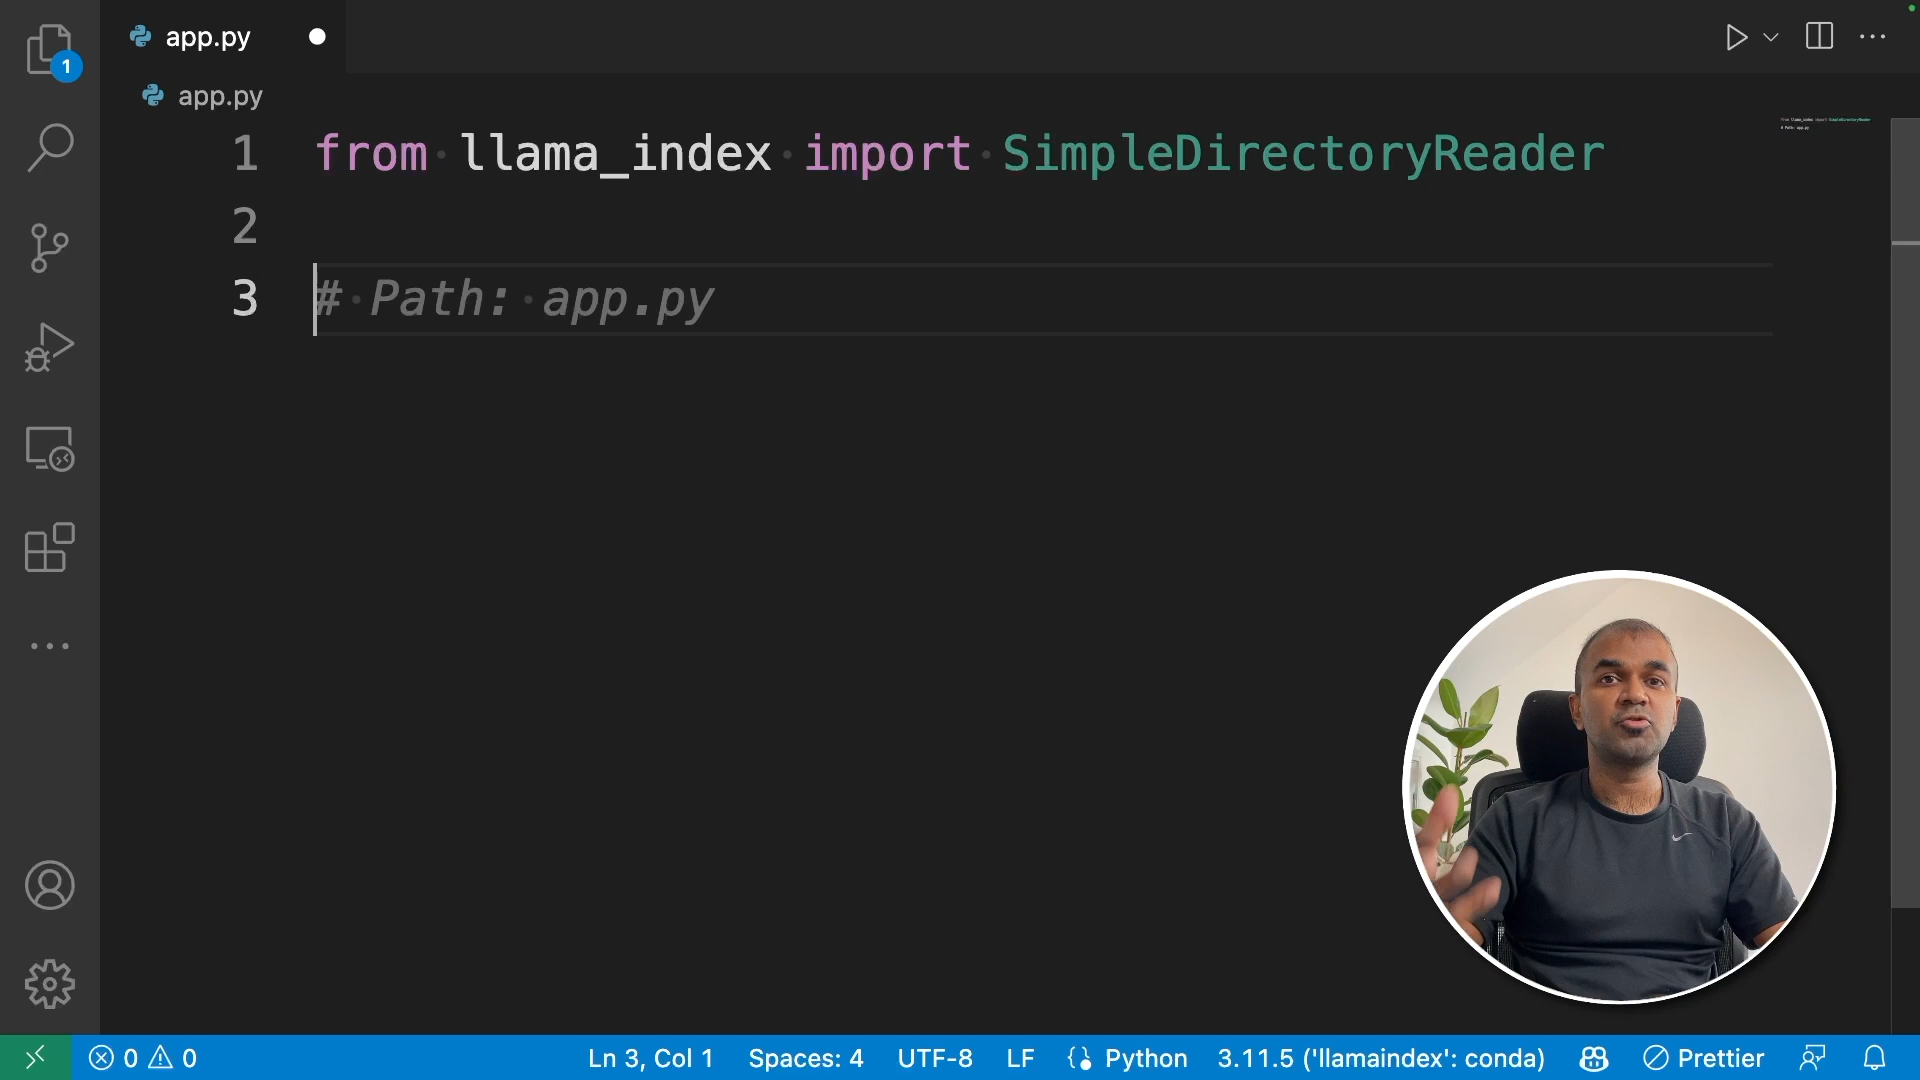 app.py
1
app.py
1 from llama_index import SimpleDirectoryReader
2
3 # Path: app.py
0 0 Ln 3, Col 1 Spaces: 4 UTF-8 LF Python 3.11.5 ('llamaindex': conda) Prettier